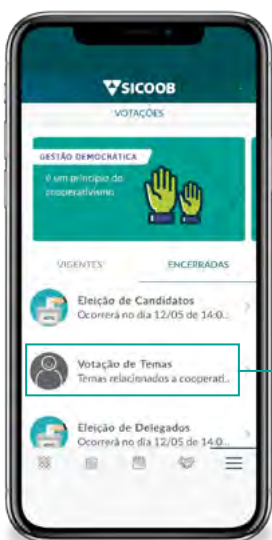 SICOOB
VOTAÇÕES
GESTÃO DEMOCRÁTICA
é um princípio do
cooperativismo
VIGENTES ENCERRADAS
Eleição de Candidatos
Ocorrerá no dia 12/05 de 14:0...
Votação de Temas
Temas relacionados a cooperati...
Eleição de Delegados
Ocorrerá no dia 12/05 de 14:0...